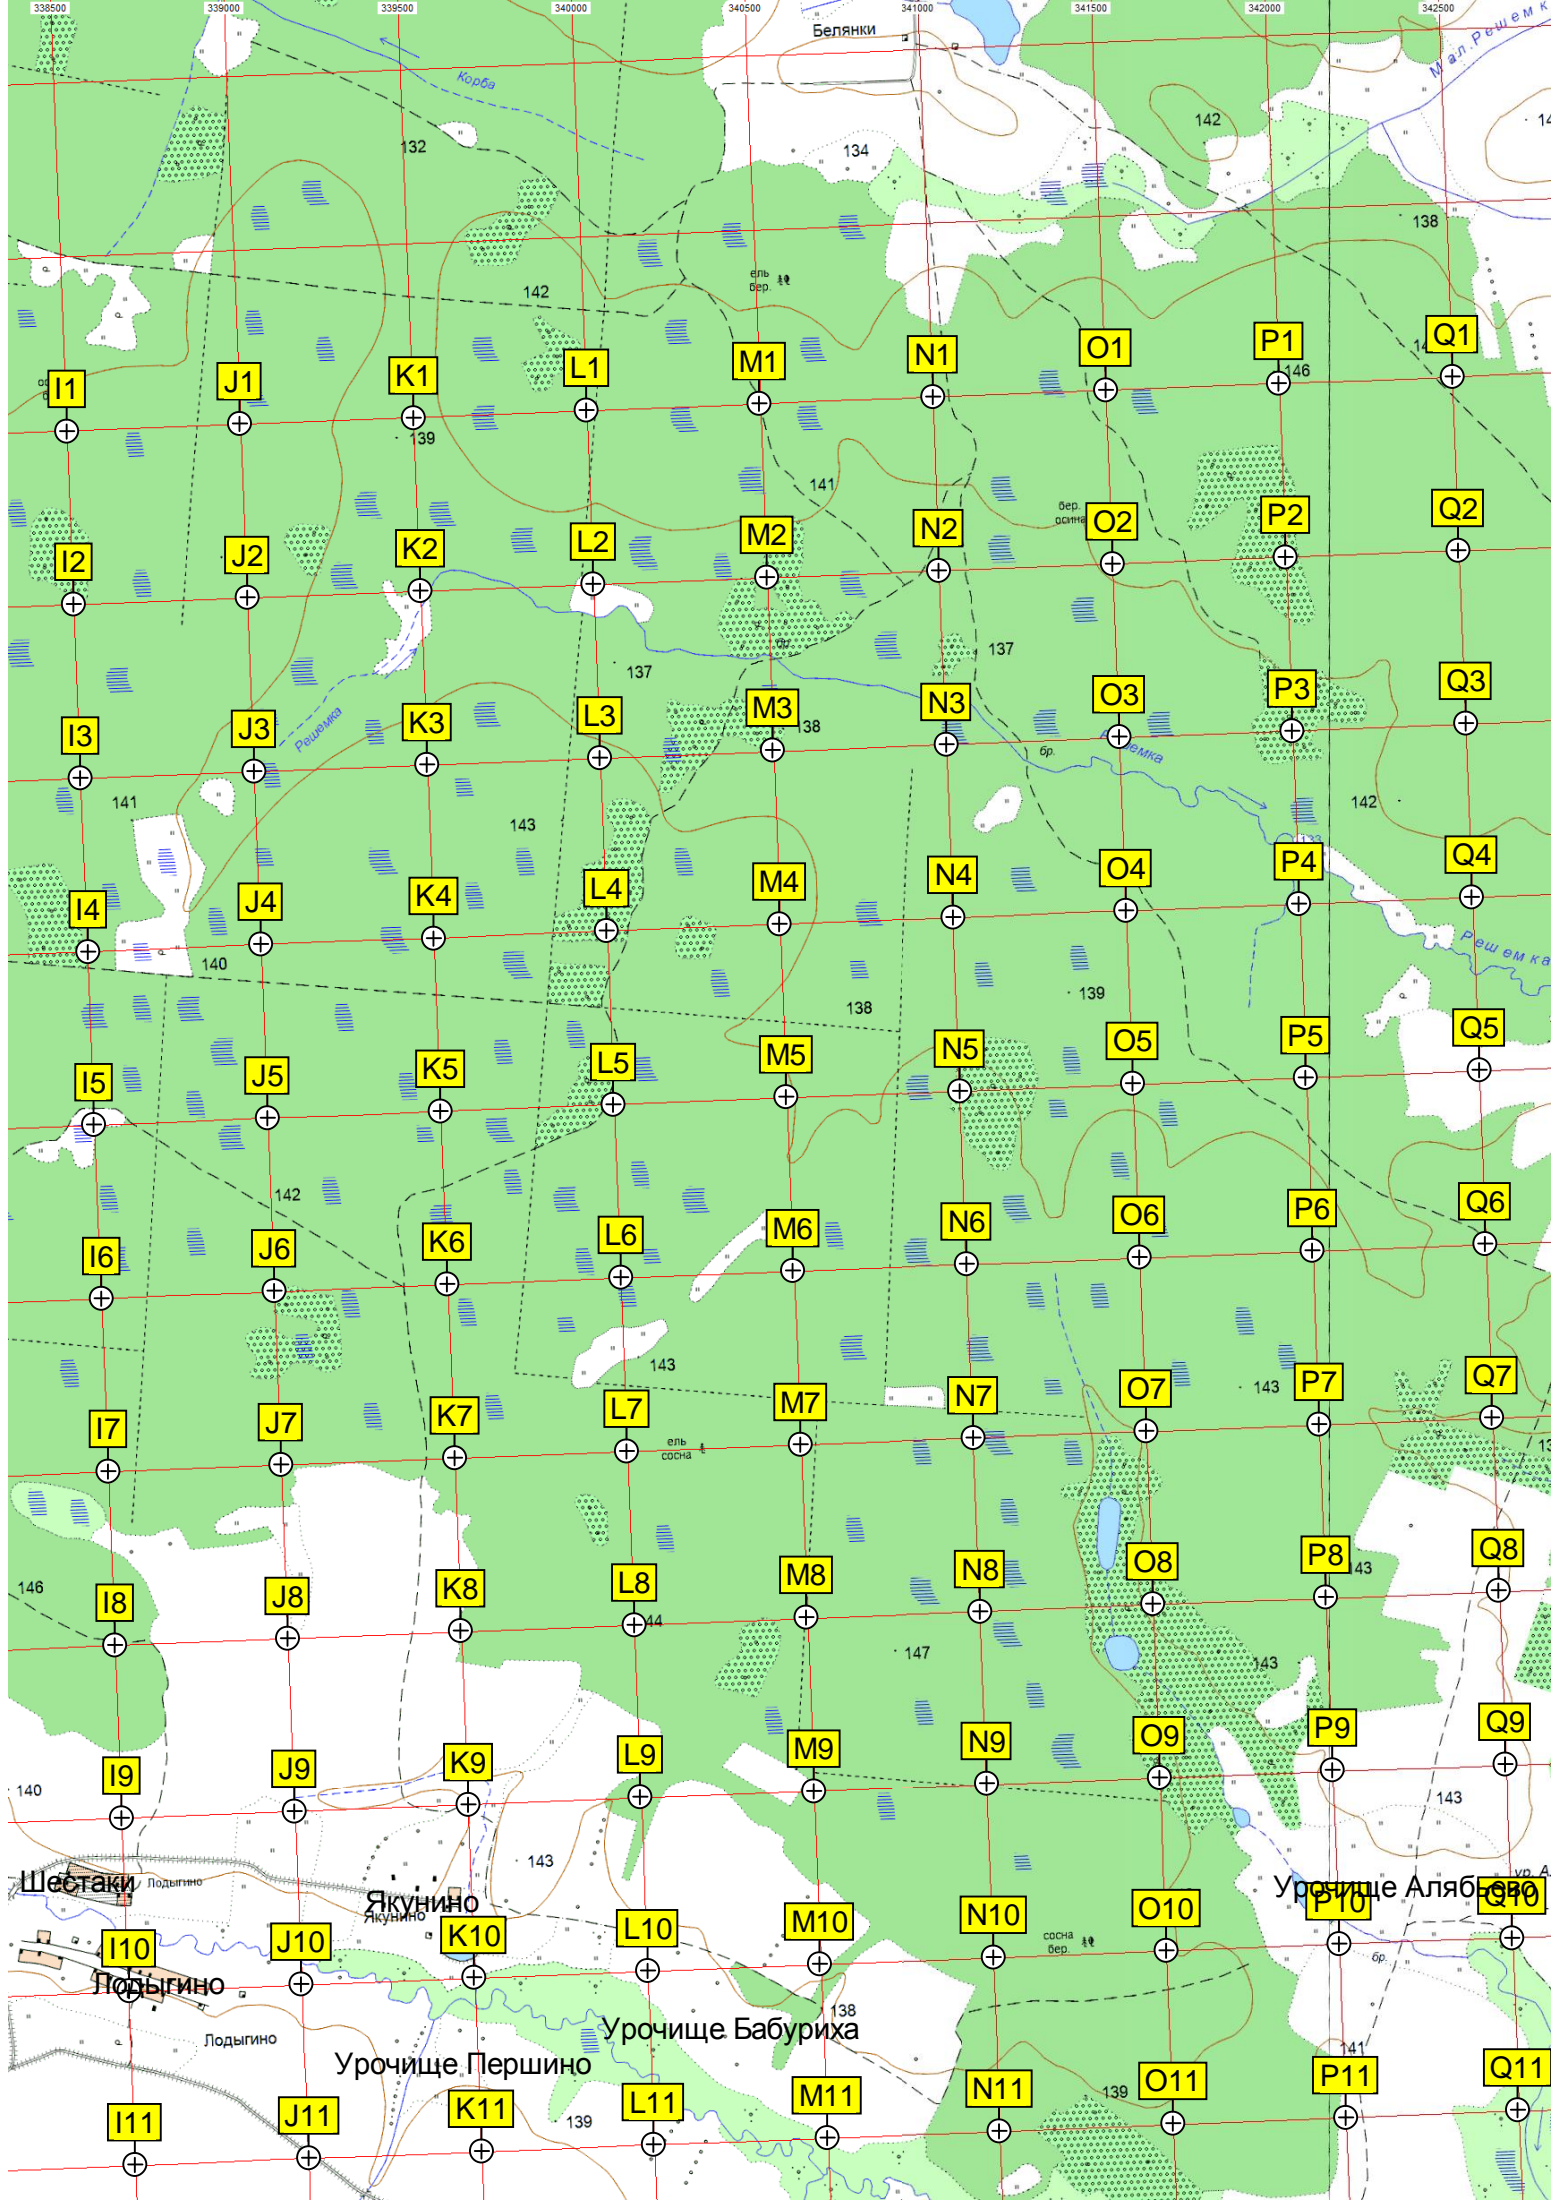 338500 339000 339500 340000 340500 341000 341500 342000 342500
Белянки
Мал.Решемк
Корба
132
134
142
138
142
ель
бер.
I1 J1 K1 L1 M1 N1 O1 P1 Q1
146
139
141
бер.
осина
I2 J2 K2 L2 M2 N2 O2 P2 Q2
137
137
I3 J3 K3 L3 M3 N3 O3 P3 Q3
138
Решемка
бр.
141
143
142
I4 J4 K4 L4 M4 N4 O4 P4 Q4
140
Решемка
138
139
I5 J5 K5 L5 M5 N5 O5 P5 Q5
142
I6 J6 K6 L6 M6 N6 O6 P6 Q6
143
143
I7 J7 K7 L7 M7 N7 O7 P7 Q7
ель
сосна
146
I8 J8 K8 L8 M8 N8 O8 P8 Q8
143
44
147
143
I9 J9 K9 L9 M9 N9 O9 P9 Q9
140
143
143
Шестаки
Лодыгино
Якунино
Якунино
Урочище Алябьево
ур. А
I10 J10 K10 L10 M10 N10 O10 P10 Q10
сосна
бер.
бр.
Лодыгино
138
Урочище Бабуриха
Лодыгино
Урочище Першино
141
I11 J11 K11 L11 M11 N11 O11 P11 Q11
139
139